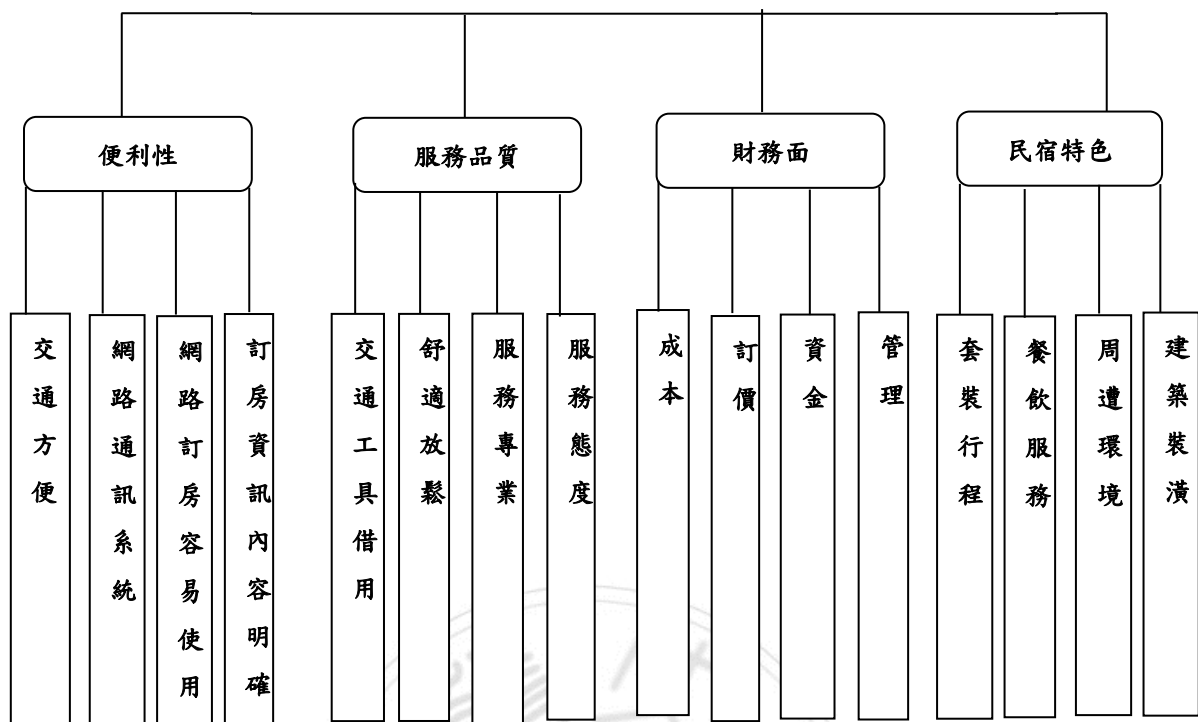 便利性
服務品質
財務面
民宿特色
交通方便
網路通訊系統
網路訂房容易使用
訂房資訊內容明確
交通工具借用
舒適放鬆
服務專業
服務態度
成本
訂價
資金
管理
套裝行程
餐飲服務
周遭環境
建築裝潢